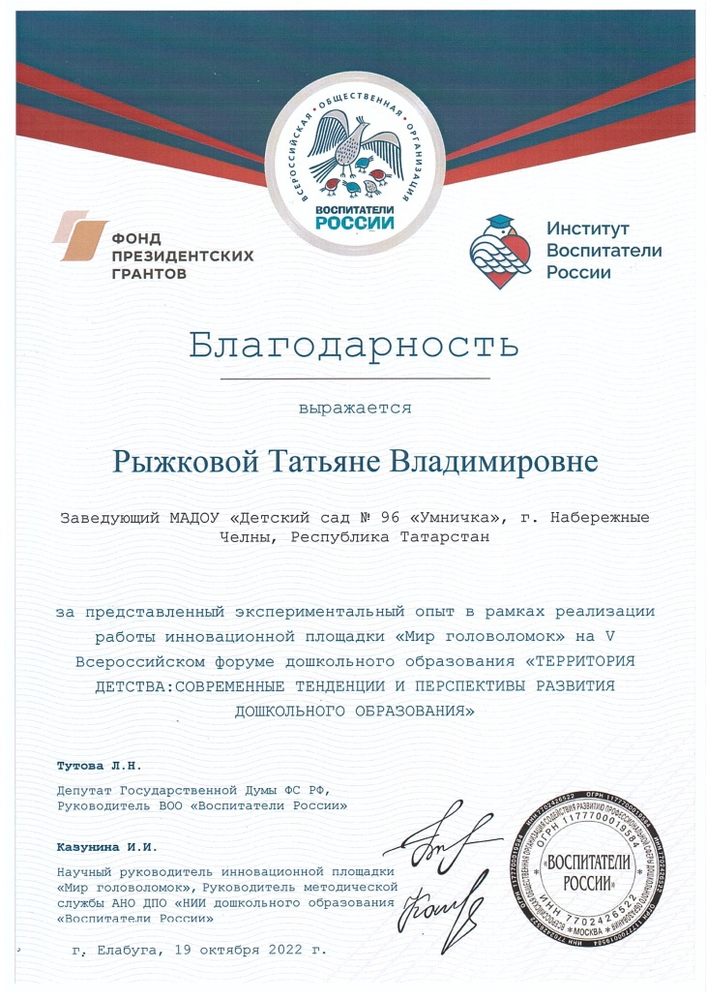 ВСЕРОССИЙСКАЯ • ОБЩЕСТВЕННАЯ • ОРГАНИЗАЦИЯ
ВОСПИТАТЕЛИ
РОССИИ
ФОНД
ПРЕЗИДЕНТСКИХ
ГРАНТОВ
Институт
Воспитатели
России
Благодарность
выражается
Рыжковой Татьяне Владимировне
Заведующий МАДОУ «Детский сад № 96 «Умничка», г. Набережные
Челны, Республика Татарстан
за представленный экспериментальный опыт в рамках реализации
работы инновационной площадки «Мир головоломок» на V
Всероссийском форуме дошкольного образования «ТЕРРИТОРИЯ
ДЕТСТВА:СОВРЕМЕННЫЕ ТЕНДЕНЦИИ И ПЕРСПЕКТИВЫ РАЗВИТИЯ
ДОШКОЛЬНОГО ОБРАЗОВАНИЯ»
Тутова Л.Н.
Депутат Государственной Думы ФС РФ,
Руководитель ВОО «Воспитатели России»
Казунина И.И.
Научный руководитель инновационной площадки
«Мир головоломок», Руководитель методической
службы АНО ДПО «НИИ дошкольного образования
«Воспитатели России»
г. Елабуга, 19 октября 2022 г.
ОГРН 1177700019584
«ВОСПИТАТЕЛИ
РОССИИ»
ИНН 7702426522
* МОСКВА *